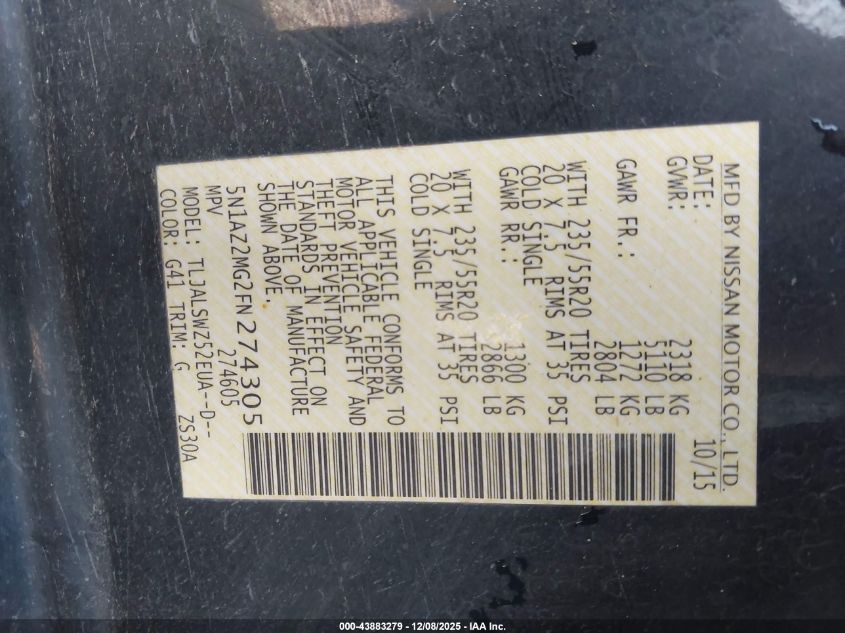 MFD BY NISSAN MOTOR CO., LTD.
DATE: 10/15
GVWR: 2318 KG
5110 LB
GAWR FR.: 1272 KG
2804 LB
WITH 235/55R20 TIRES
20 X 7.5 RIMS AT 35 PSI
COLD SINGLE
GAWR RR.: 1300 KG
2866 LB
WITH 235/55R20 TIRES
20 X 7.5 RIMS AT 35 PSI
COLD SINGLE
THIS VEHICLE CONFORMS TO
ALL APPLICABLE FEDERAL
MOTOR VEHICLE SAFETY AND
THEFT PREVENTION
STANDARDS IN EFFECT ON
THE DATE OF MANUFACTURE
SHOWN ABOVE.
5N1AZ2MG2FN274305
MPV 274605
MODEL: TLJALSWZ52EUA--D--
COLOR: G41 TRIM: G ZS30A
000-43883279 - 12/08/2025 - IAA Inc.